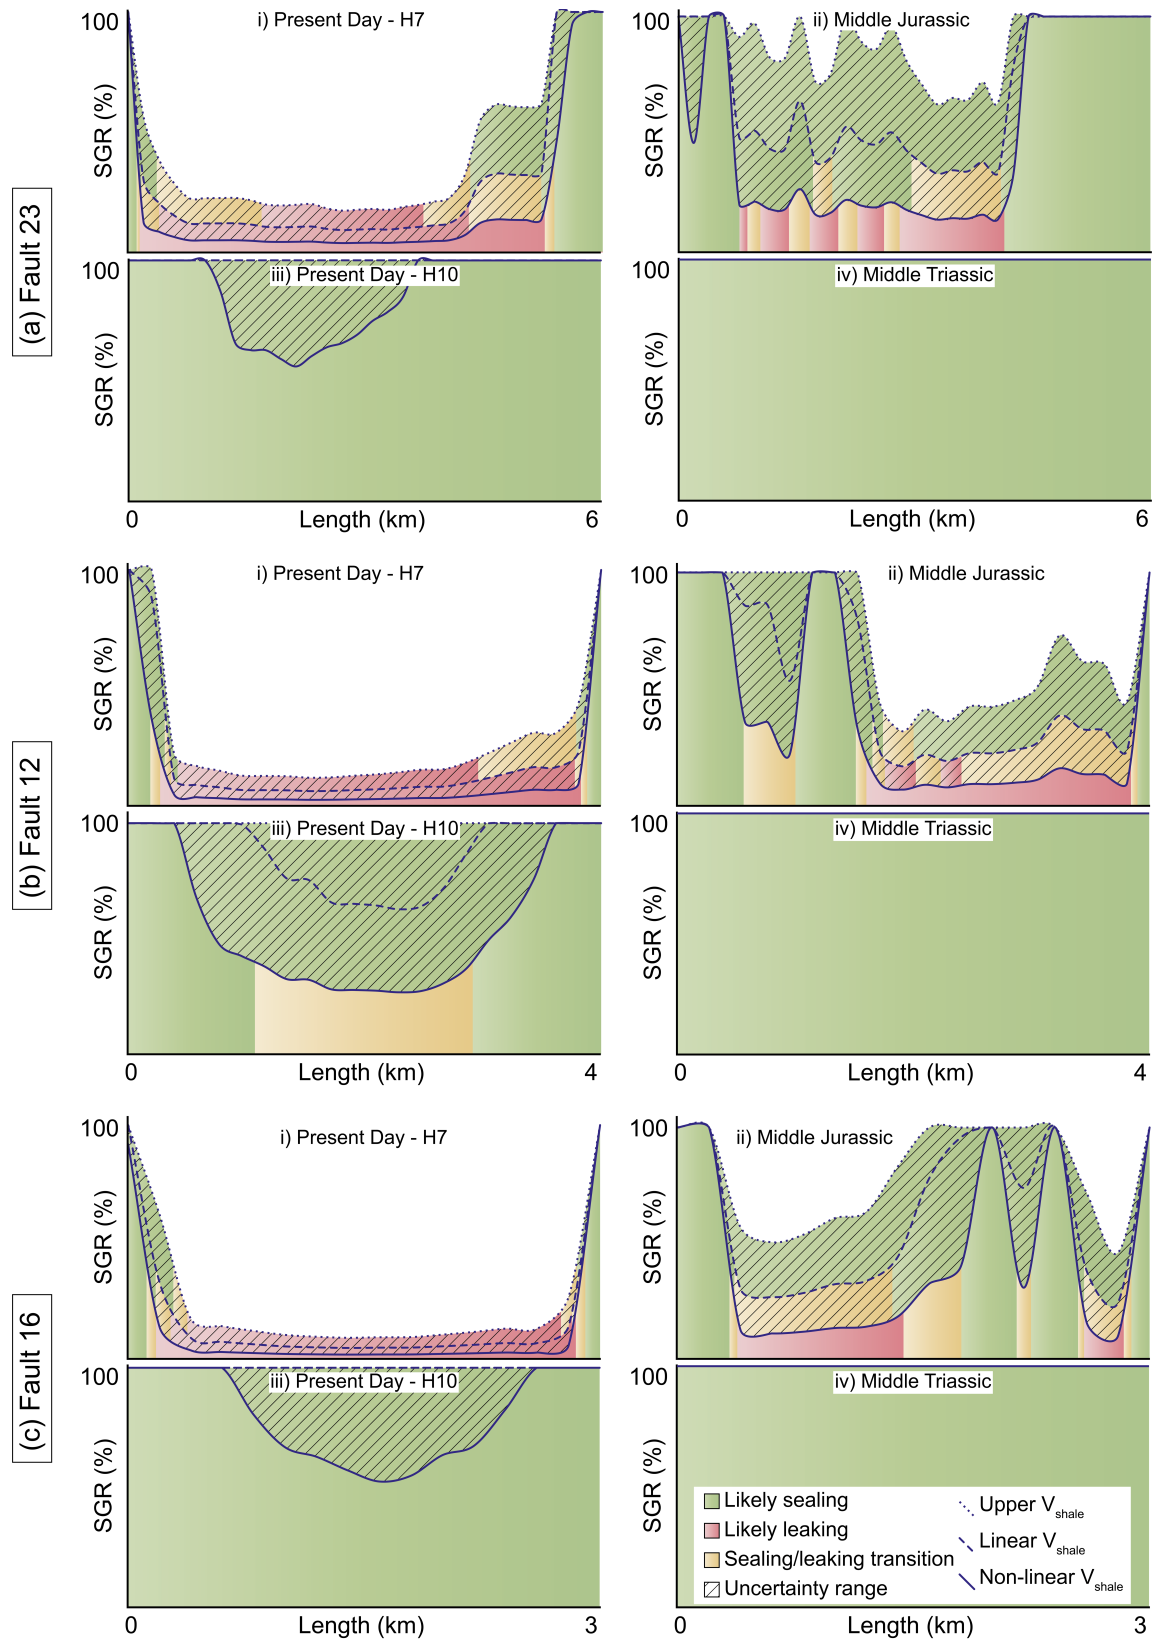 (a) Fault 23
i) Present Day - H7
100
SGR (%)
ii) Middle Jurassic
100
SGR (%)
iii) Present Day - H10
100
SGR (%)
0
Length (km)
6
iv) Middle Triassic
100
SGR (%)
0
Length (km)
6
(b) Fault 12
i) Present Day - H7
100
SGR (%)
ii) Middle Jurassic
100
SGR (%)
iii) Present Day - H10
100
SGR (%)
0
Length (km)
4
iv) Middle Triassic
100
SGR (%)
0
Length (km)
4
(c) Fault 16
i) Present Day - H7
100
SGR (%)
ii) Middle Jurassic
100
SGR (%)
iii) Present Day - H10
100
SGR (%)
0
Length (km)
3
iv) Middle Triassic
100
SGR (%)
Likely sealing
Likely leaking
Sealing/leaking transition
Uncertainty range
Upper Vshale
Linear Vshale
Non-linear Vshale
0
Length (km)
3